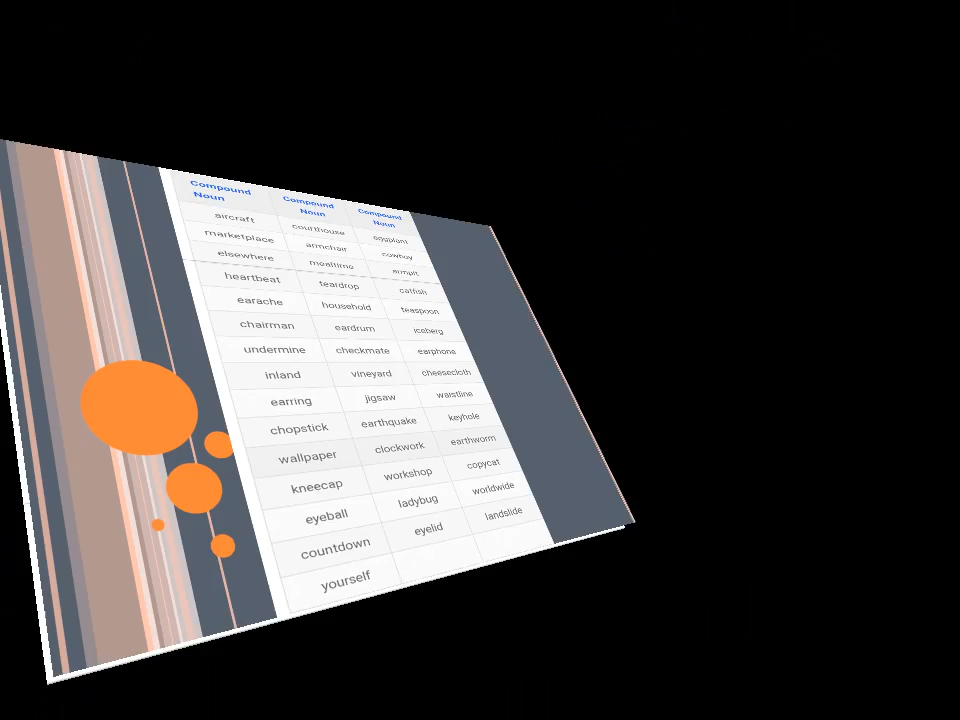 Compound Noun Compound Noun Compound Noun
aircraft courthouse eggplant
marketplace armchair cowboy
elsewhere mealtime armpit
heartbeat teardrop catfish
earache household teaspoon
chairman eardrum iceberg
undermine checkmate earphone
inland vineyard cheesecloth
earring jigsaw waistline
chopstick earthquake keyhole
wallpaper clockwork earthworm
kneecap workshop copycat
eyeball ladybug worldwide
countdown eyelid landslide
yourself